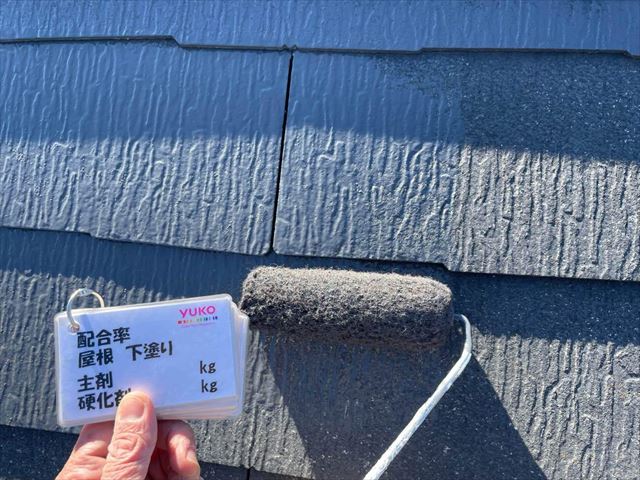 YUKO
配合率
屋根 下塗り
主剤 kg
硬化剤 kg